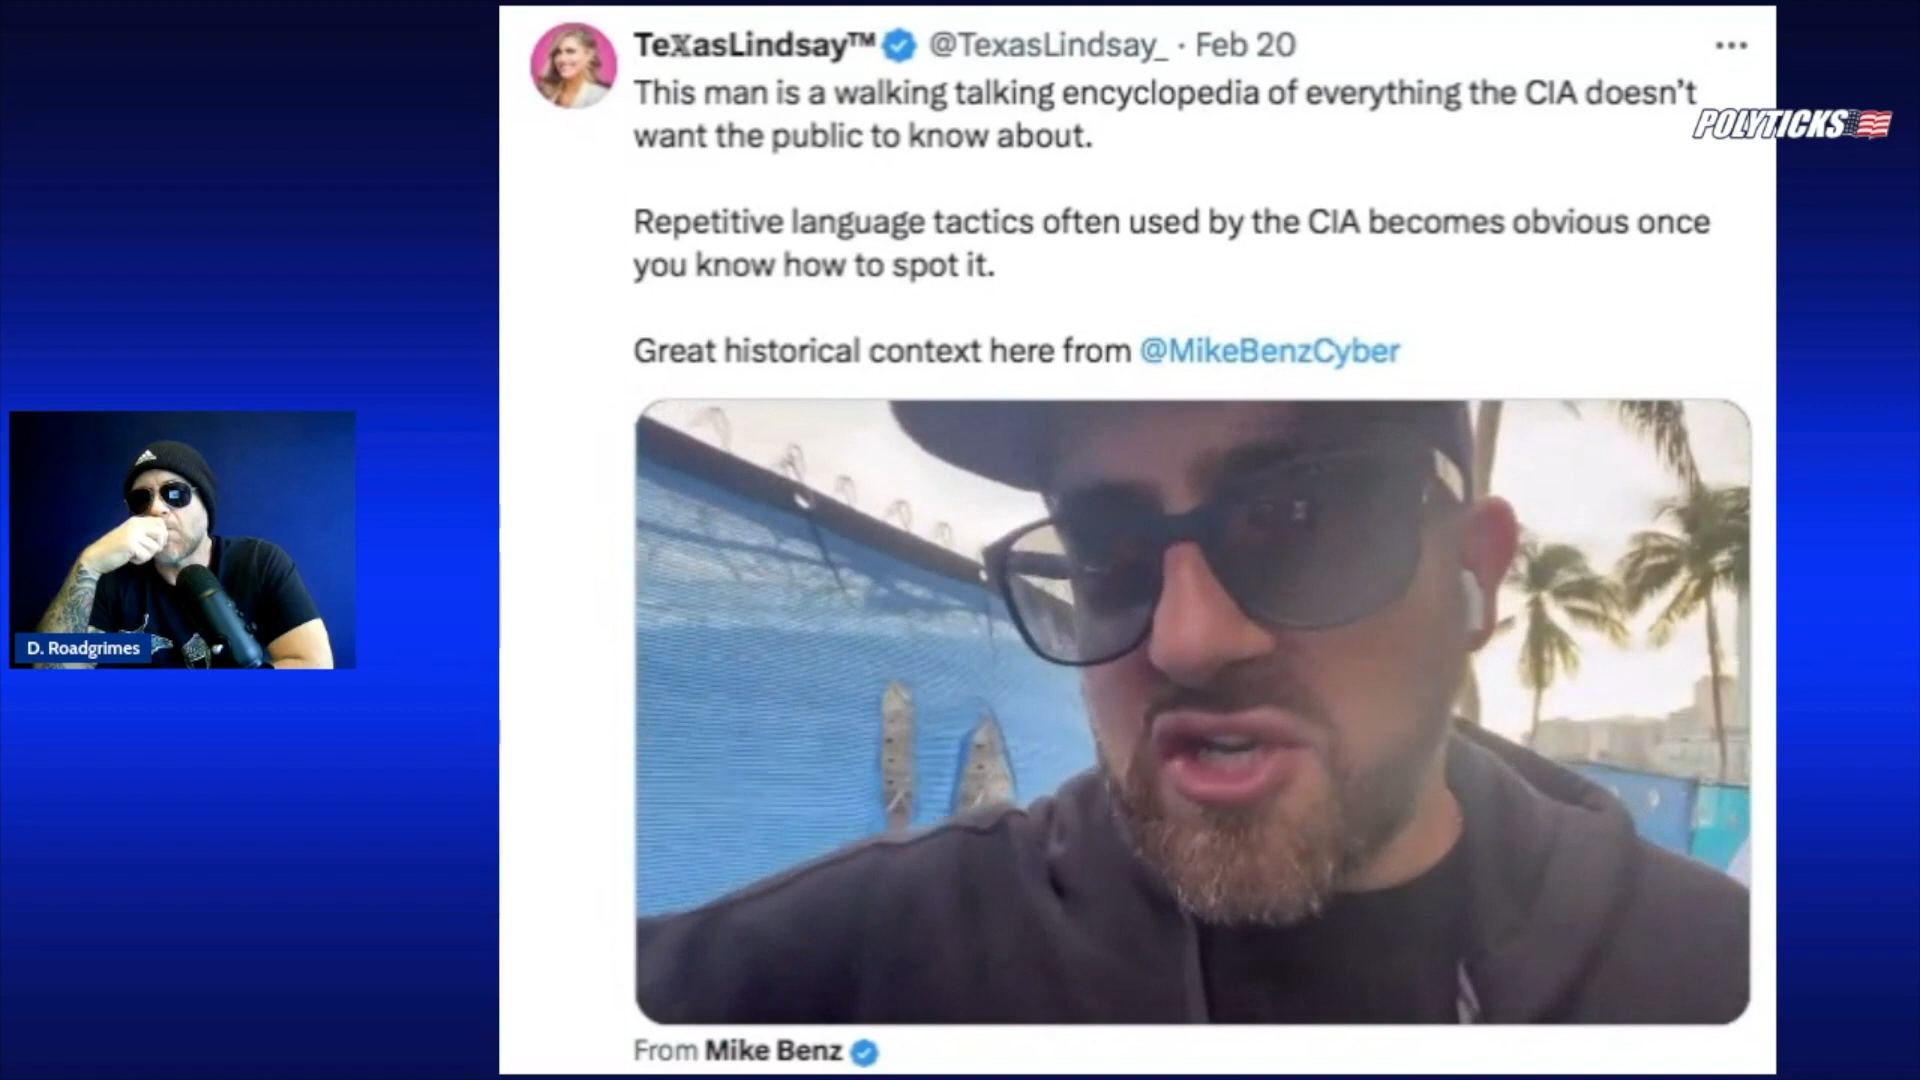 TeXasLindsay™ @TexasLindsay_ · Feb 20
This man is a walking talking encyclopedia of everything the CIA doesn't
want the public to know about.
POLYTICKS
Repetitive language tactics often used by the CIA becomes obvious once
you know how to spot it.
Great historical context here from @MikeBenzCyber
D. Roadgrimes
From Mike Benz